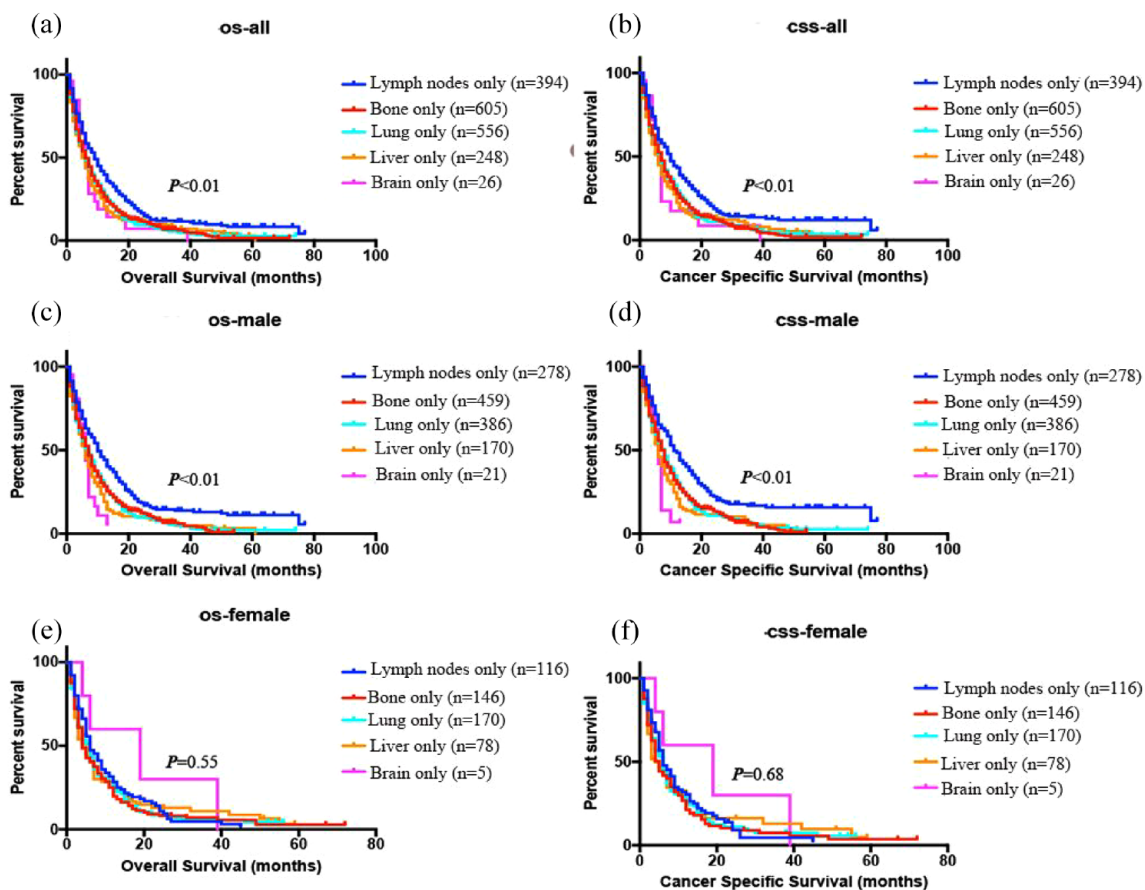 (a)
os-all
Percent survival
100
50
0
0 20 40 60 80 100
Overall Survival (months)
P<0.01
Lymph nodes only (n=394)
Bone only (n=605)
Lung only (n=556)
Liver only (n=248)
Brain only (n=26)
(b)
css-all
Percent survival
100
50
0
0 20 40 60 80 100
Cancer Specific Survival (months)
P<0.01
Lymph nodes only (n=394)
Bone only (n=605)
Lung only (n=556)
Liver only (n=248)
Brain only (n=26)
(c)
os-male
Percent survival
100
50
0
0 20 40 60 80 100
Overall Survival (months)
P<0.01
Lymph nodes only (n=278)
Bone only (n=459)
Lung only (n=386)
Liver only (n=170)
Brain only (n=21)
(d)
css-male
Percent survival
100
50
0
0 20 40 60 80 100
Cancer Specific Survival (months)
P<0.01
Lymph nodes only (n=278)
Bone only (n=459)
Lung only (n=386)
Liver only (n=170)
Brain only (n=21)
(e)
os-female
Percent survival
100
50
0
0 20 40 60 80
Overall Survival (months)
P=0.55
Lymph nodes only (n=116)
Bone only (n=146)
Lung only (n=170)
Liver only (n=78)
Brain only (n=5)
(f)
css-female
Percent survival
100
50
0
0 20 40 60 80
Cancer Specific Survival (months)
P=0.68
Lymph nodes only (n=116)
Bone only (n=146)
Lung only (n=170)
Liver only (n=78)
Brain only (n=5)